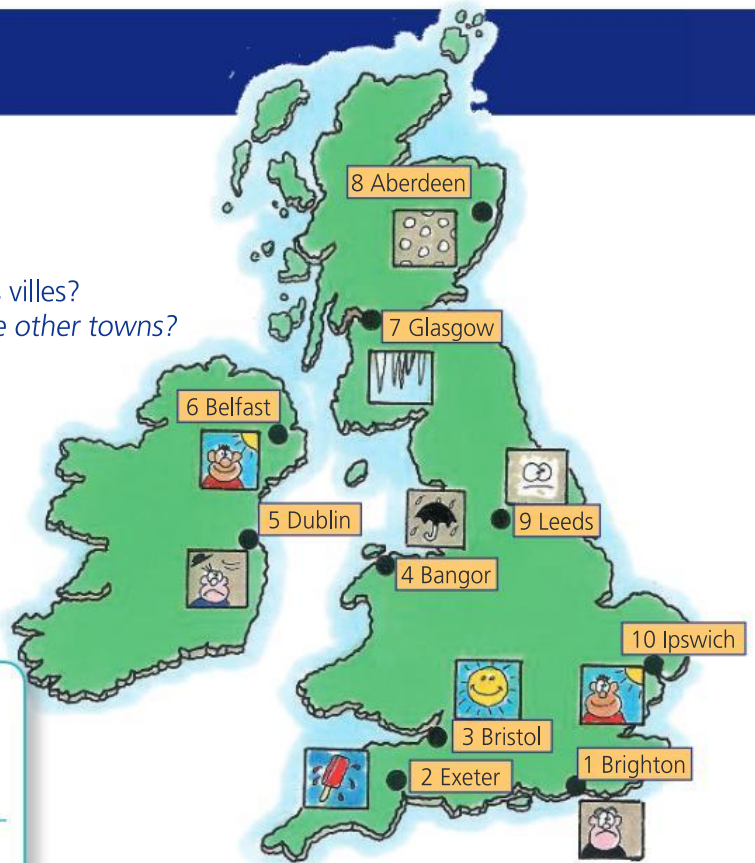 villes?
other towns?
8 Aberdeen
7 Glasgow
6 Belfast
5 Dublin
9 Leeds
4 Bangor
10 Ipswich
3 Bristol
2 Exeter
1 Brighton